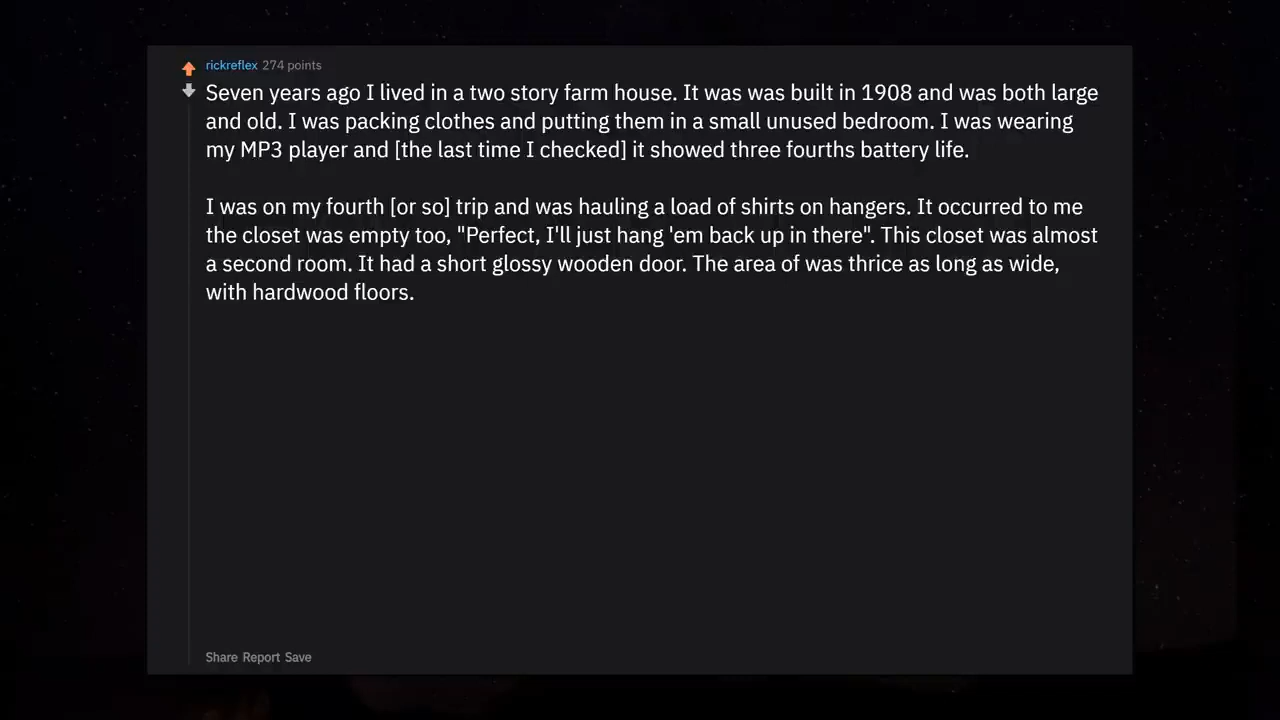 rickreflex 274 points
Seven years ago I lived in a two story farm house. It was was built in 1908 and was both large
and old. I was packing clothes and putting them in a small unused bedroom. I was wearing
my MP3 player and [the last time I checked] it showed three fourths battery life.
I was on my fourth [or so] trip and was hauling a load of shirts on hangers. It occurred to me
the closet was empty too, "Perfect, I'll just hang 'em back up in there". This closet was almost
a second room. It had a short glossy wooden door. The area of was thrice as long as wide,
with hardwood floors.
Share Report Save